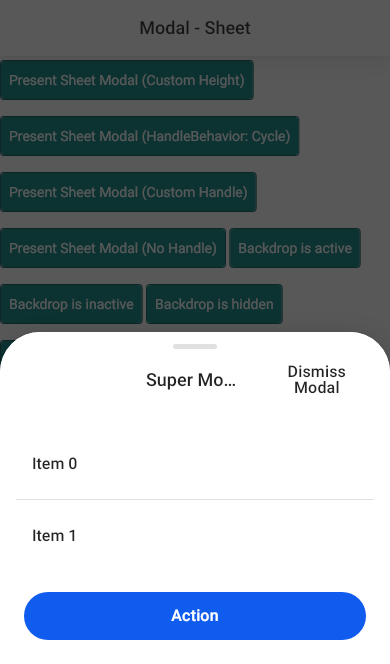 Modal - Sheet
Present Sheet Modal (Custom Height)
Present Sheet Modal (HandleBehavior: Cycle)
Present Sheet Modal (Custom Handle)
Present Sheet Modal (No Handle) Backdrop is active
Backdrop is inactive Backdrop is hidden
Super Mo... Dismiss
Modal
Item 0
Item 1
Action